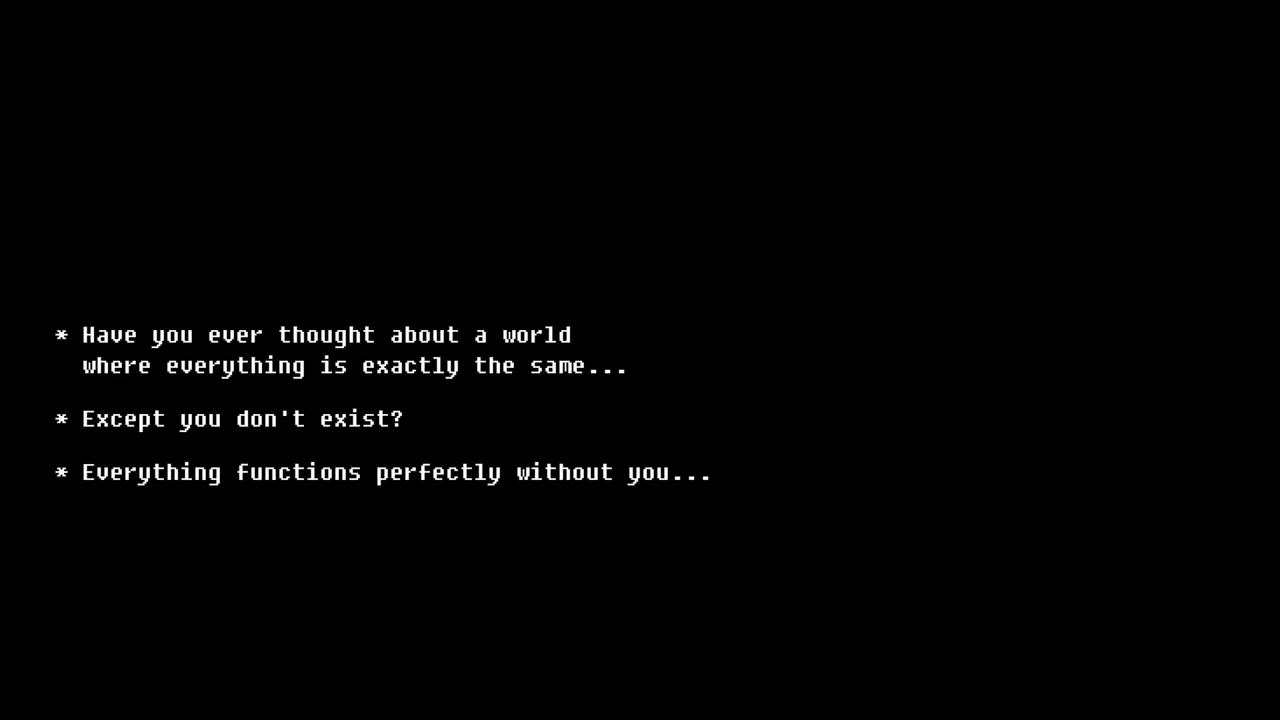 * Have you ever thought about a world
where everything is exactly the same...
* Except you don't exist?
* Everything functions perfectly without you...